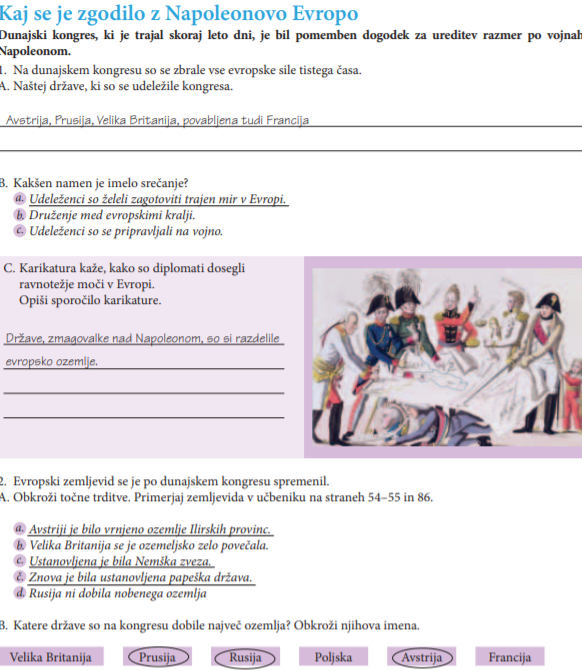 Kaj se je zgodilo z Napoleonovo Evropo
Dunajski kongres, ki je trajal skoraj leto dni, je bil pomemben dogodek za ureditev razmer po vojnah
Napoleonom.
1. Na dunajskem kongresu so se zbrale vse evropske sile tistega časa.
A. Naštej države, ki so se udeležile kongresa.
Avstrija, Prusija, Velika Britanija, povabljena tudi Francija
B. Kakšen namen je imelo srečanje?
a. Udeleženci so želeli zagotoviti trajen mir v Evropi.
b. Druženje med evropskimi kralji.
c. Udeleženci so se pripravljali na vojno.
C. Karikatura kaže, kako so diplomati dosegli
ravnotežje moči v Evropi.
Opiši sporočilo karikature.
Države, zmagovalke nad Napoleonom, so si razdelile
evropsko ozemlje.
2. Evropski zemljevid se je po dunajskem kongresu spremenil.
A. Obkroži točne trditve. Primerjaj zemljevida v učbeniku na straneh 54–55 in 86.
a. Avstriji je bilo vrnjeno ozemlje Ilirskih provinc.
b. Velika Britanija se je ozemeljsko zelo povečala.
c. Ustanovljena je bila Nemška zveza.
č. Znova je bila ustanovljena papeška država.
d. Rusija ni dobila nobenega ozemlja
B. Katere države so na kongresu dobile največ ozemlja? Obkroži njihova imena.
Velika Britanija Prusija Rusija Poljska Avstrija Francija